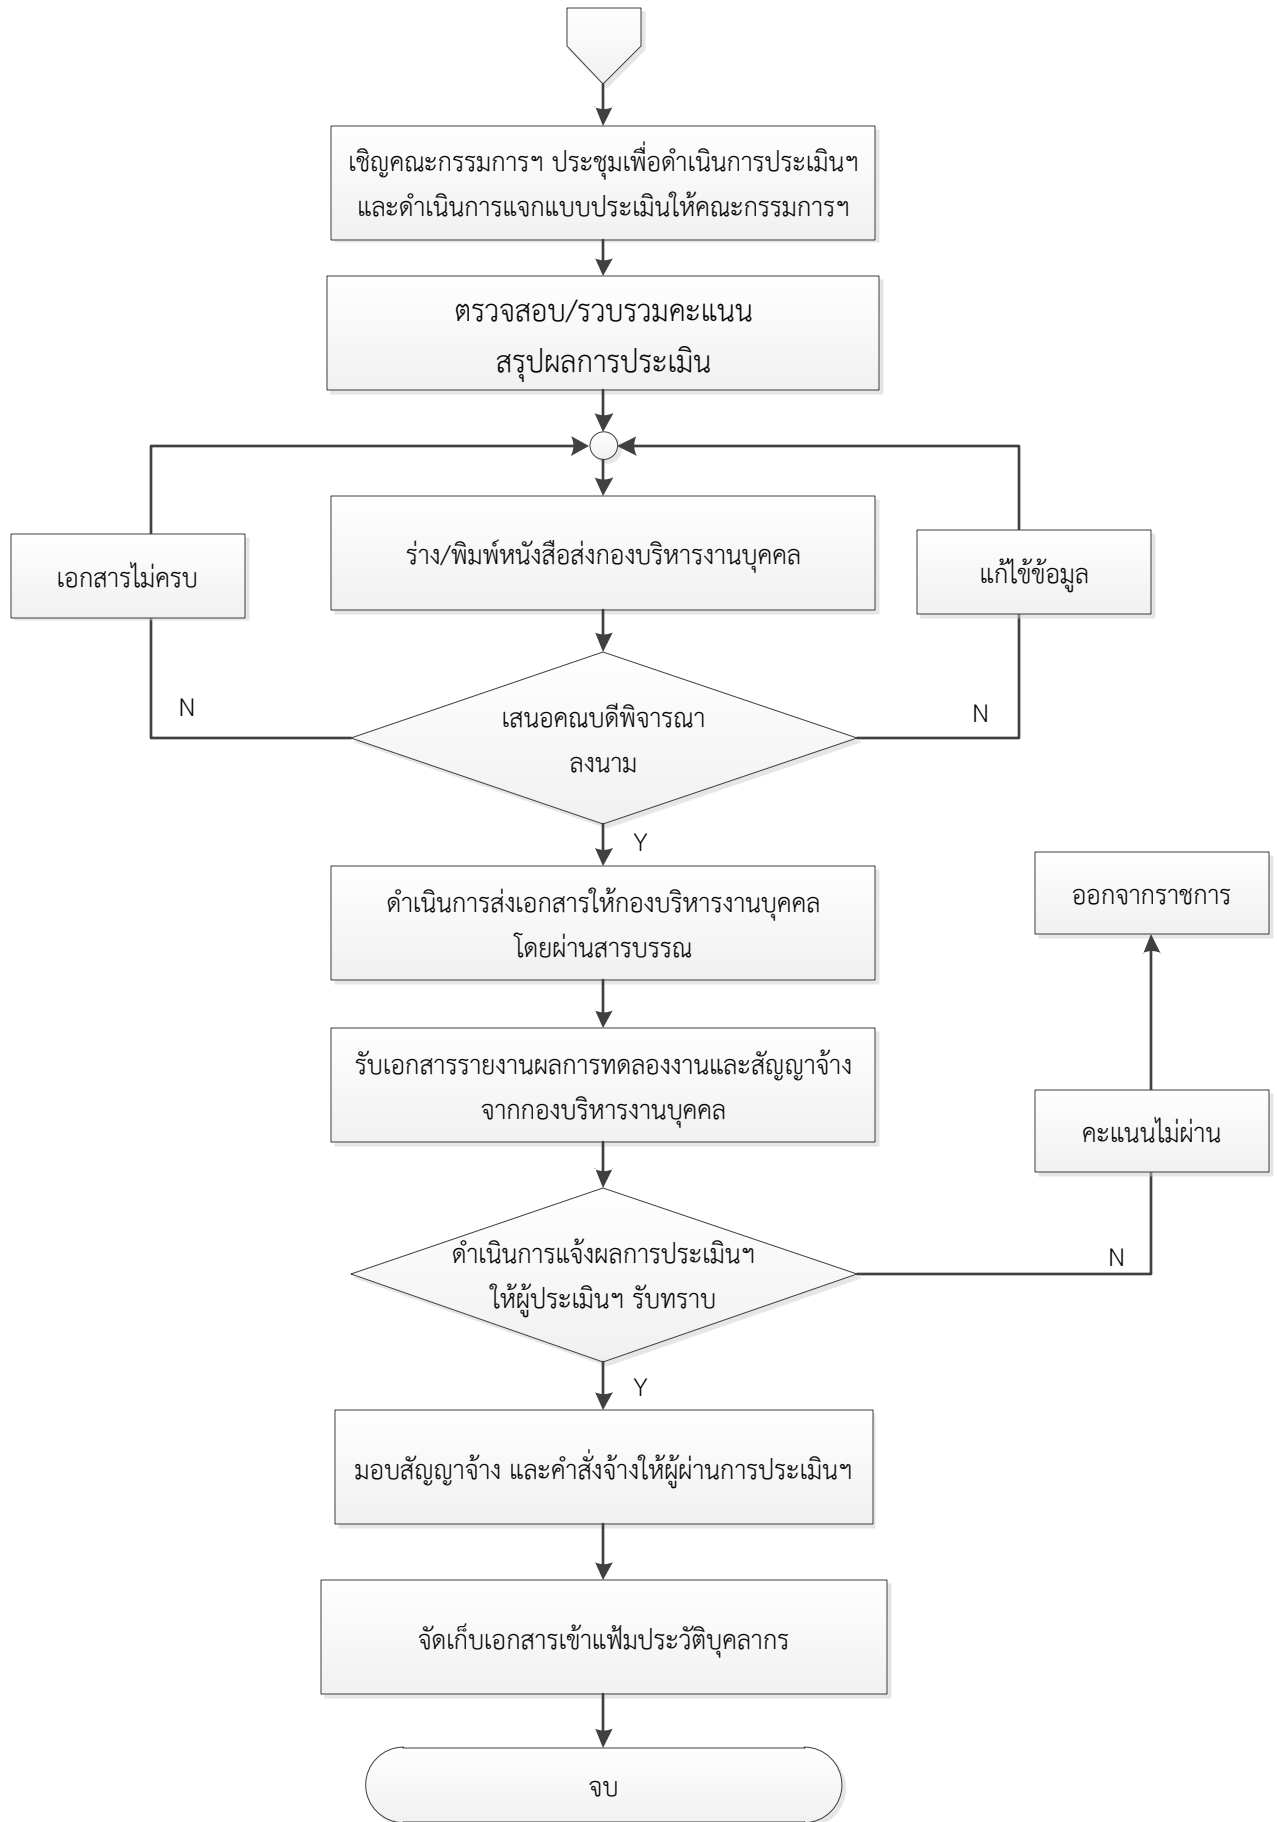 เชิญคณะกรรมการฯ ประชุมเพื่อดำเนินการประเมินฯ
และดำเนินการแจกแบบประเมินให้คณะกรรมการฯ
ตรวจสอบ/รวบรวมคะแนน
สรุปผลการประเมิน
ร่าง/พิมพ์หนังสือส่งกองบริหารงานบุคคล
เอกสารไม่ครบ
แก้ไข้ข้อมูล
N
เสนอคณบดีพิจารณา
ลงนาม
N
Y
ดำเนินการส่งเอกสารให้กองบริหารงานบุคคล
โดยผ่านสารบรรณ
ออกจากราชการ
รับเอกสารรายงานผลการทดลองงานและสัญญาจ้าง
จากกองบริหารงานบุคคล
คะแนนไม่ผ่าน
ดำเนินการแจ้งผลการประเมินฯ
ให้ผู้ประเมินฯ รับทราบ
N
Y
มอบสัญญาจ้าง และคำสั่งจ้างให้ผู้ผ่านการประเมินฯ
จัดเก็บเอกสารเข้าแฟ้มประวัติบุคลากร
จบ